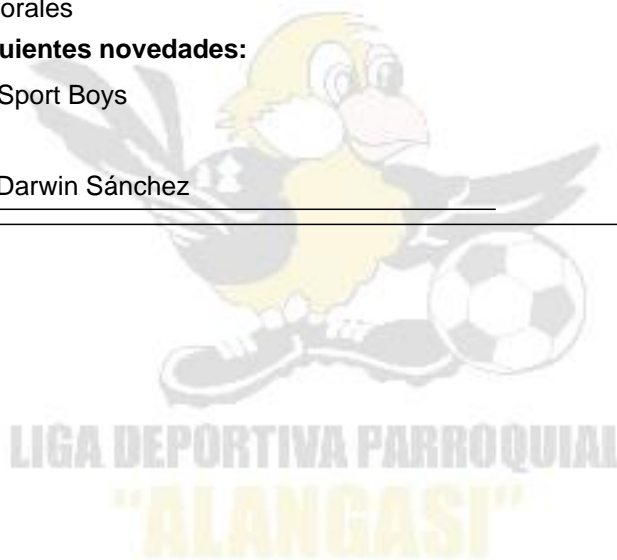 orales
uientes novedades:
Sport Boys
Darwin Sánchez
LIGA DEPORTIVA PARROQUIAL
"ALANGASI"